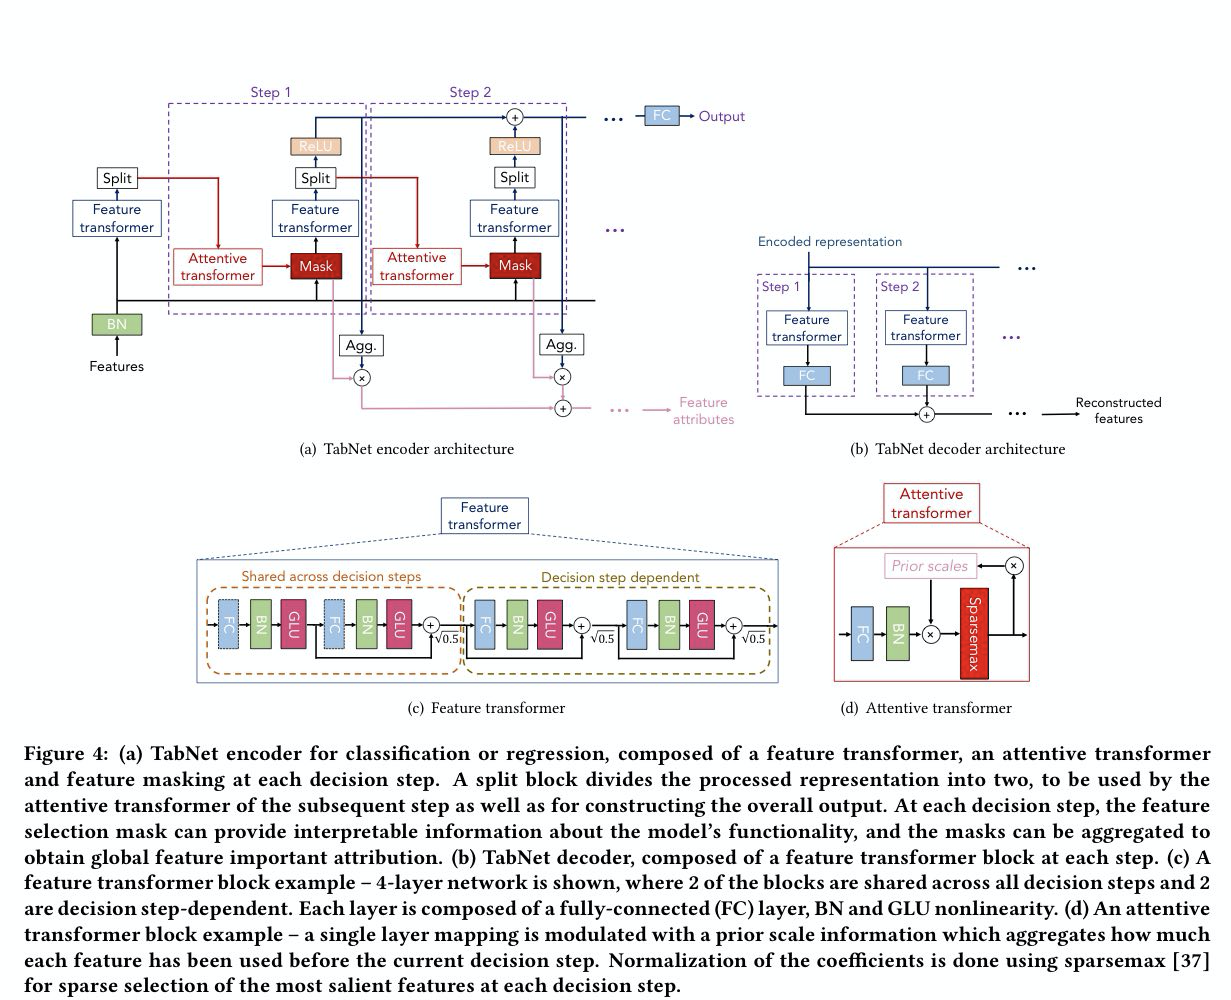 Step 1
Step 2
FC
Output
ReLU
ReLU
Split
Split
Split
Feature
transformer
Feature
transformer
Feature
transformer
Attentive
transformer
Mask
Attentive
transformer
Mask
BN
Features
Agg.
Agg.
Feature
attributes
(a) TabNet encoder architecture
Encoded representation
Step 1
Step 2
Feature
transformer
Feature
transformer
FC
FC
Reconstructed
features
(b) TabNet decoder architecture
Feature
transformer
Shared across decision steps
Decision step dependent
FC
BN
GLU
FC
BN
GLU
+
√0.5
FC
BN
GLU
+
√0.5
FC
BN
GLU
+
√0.5
(c) Feature transformer
Attentive
transformer
Prior scales
FC
BN
Sparsemax
(d) Attentive transformer
Figure 4: (a) TabNet encoder for classification or regression, composed of a feature transformer, an attentive transformer
and feature masking at each decision step. A split block divides the processed representation into two, to be used by the
attentive transformer of the subsequent step as well as for constructing the overall output. At each decision step, the feature
selection mask can provide interpretable information about the model's functionality, and the masks can be aggregated to
obtain global feature important attribution. (b) TabNet decoder, composed of a feature transformer block at each step. (c) A
feature transformer block example – 4-layer network is shown, where 2 of the blocks are shared across all decision steps and 2
are decision step-dependent. Each layer is composed of a fully-connected (FC) layer, BN and GLU nonlinearity. (d) An attentive
transformer block example – a single layer mapping is modulated with a prior scale information which aggregates how much
each feature has been used before the current decision step. Normalization of the coefficients is done using sparsemax [37]
for sparse selection of the most salient features at each decision step.